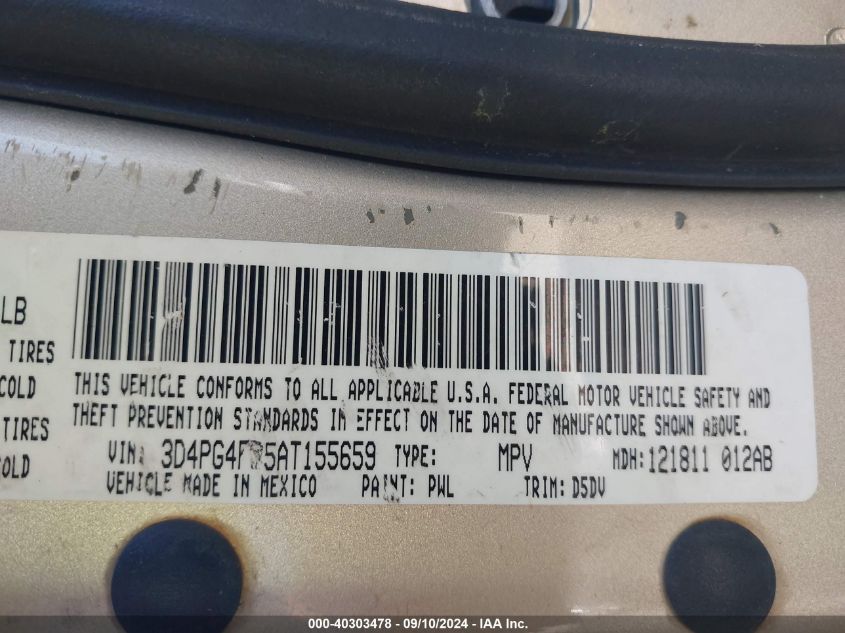 LB
TIRES
COLD
TIRES
OLD
THIS VEHICLE CONFORMS TO ALL APPLICABLE U.S.A. FEDERAL MOTOR VEHICLE SAFETY AND
THEFT PREVENTION STANDARDS IN EFFECT ON THE DATE OF MANUFACTURE SHOWN ABOVE.
VIN: TYPE: MPV MDH:121811 012AB
VEHICLE MADE IN MEXICO PAINT: PWL TRIM: D5DV
000-40303478 - 09/10/2024 - IAA Inc.